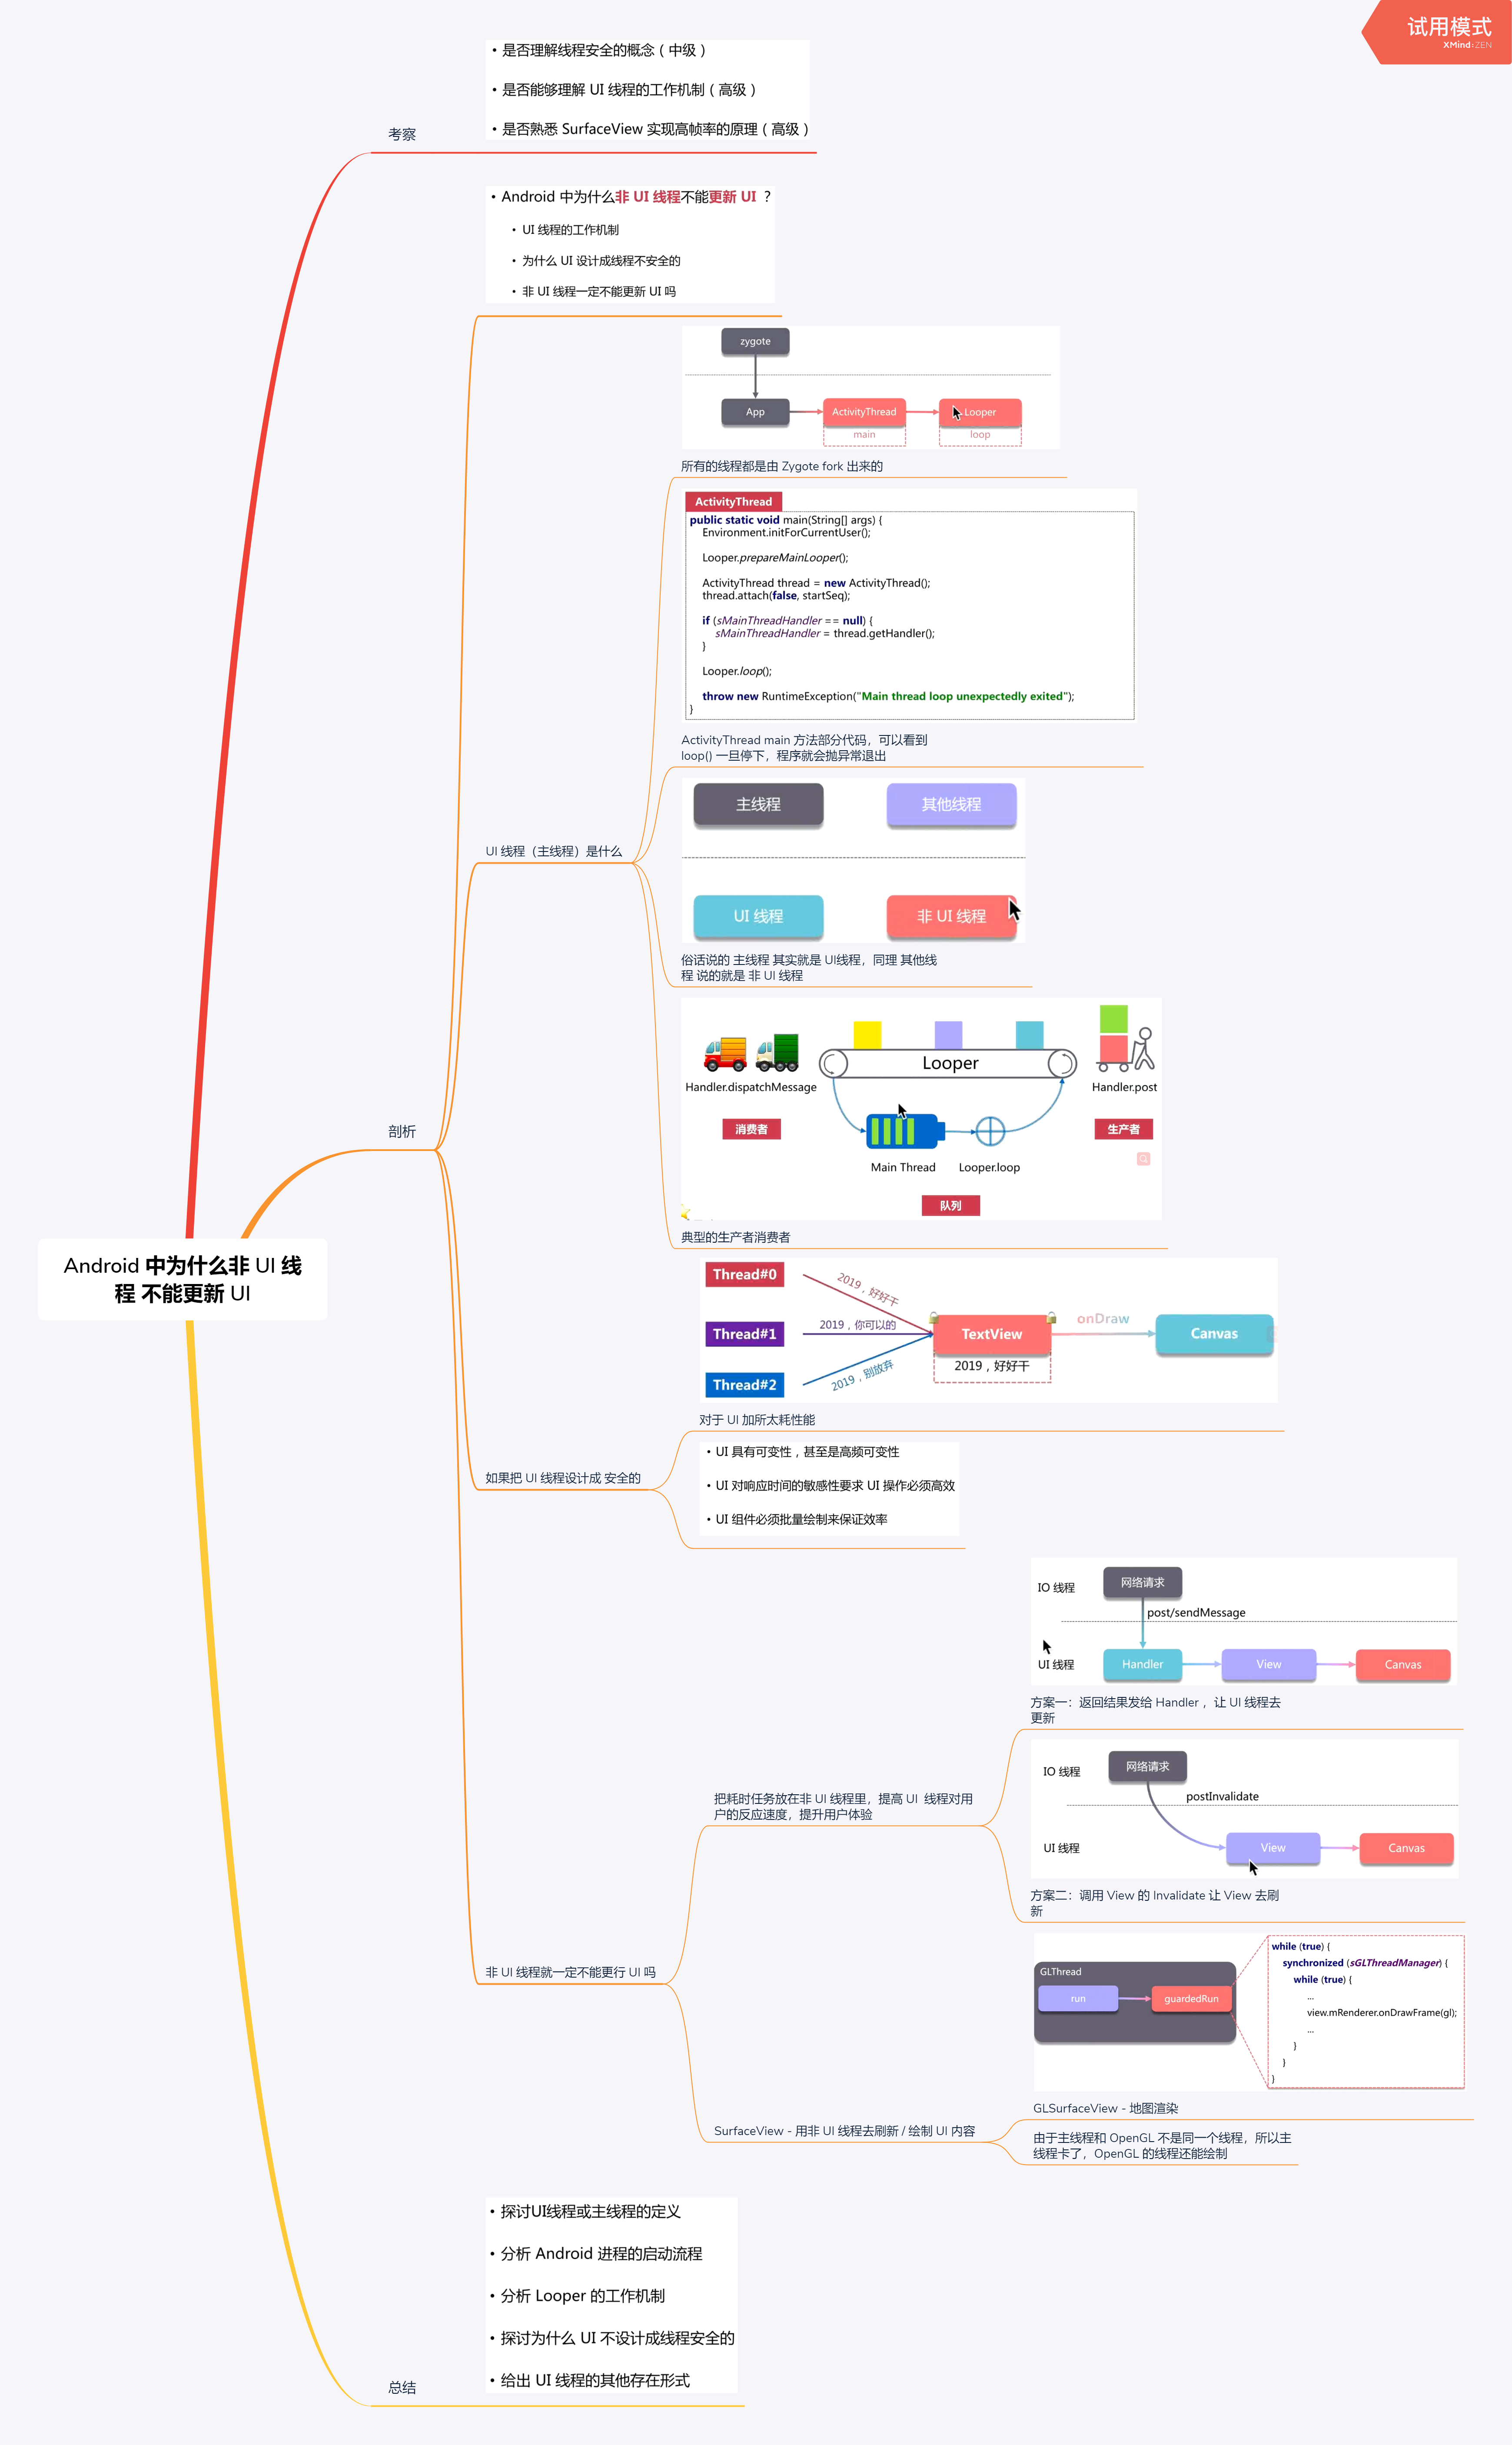 试用模式
XMind:ZEN
• 是否理解线程安全的概念（中级）
• 是否能够理解 UI 线程的工作机制（高级）
• 是否熟悉 SurfaceView 实现高帧率的原理（高级）
考察
• Android 中为什么非 UI 线程不能更新 UI ？
• UI 线程的工作机制
• 为什么 UI 设计成线程不安全的
• 非 UI 线程一定不能更新 UI 吗
zygote
App
ActivityThread
Looper
main
loop
所有的线程都是由 Zygote fork 出来的
ActivityThread
public static void main(String[] args) {
Environment.initForCurrentUser();
Looper.prepareMainLooper();
ActivityThread thread = new ActivityThread();
thread.attach(false, startSeq);
if (sMainThreadHandler == null) {
sMainThreadHandler = thread.getHandler();
}
Looper.loop();
throw new RuntimeException("Main thread loop unexpectedly exited");
}
ActivityThread main 方法部分代码，可以看到
loop() 一旦停下，程序就会抛异常退出
主线程
其他线程
UI 线程（主线程）是什么
UI 线程
非 UI 线程
俗话说的 主线程 其实就是 UI线程，同理 其他线
程 说的就是 非 UI 线程
Looper
Handler.dispatchMessage
Handler.post
消费者
生产者
Main Thread
Looper.loop
队列
典型的生产者消费者
剖析
Android 中为什么非 UI 线
程 不能更新 UI
Thread#0
2019，好好干
Thread#1
2019，你可以的
Thread#2
2019，别放弃
TextView
2019，好好干
onDraw
Canvas
对于 UI 加所太耗性能
如果把 UI 线程设计成 安全的
• UI 具有可变性，甚至是高频可变性
• UI 对响应时间的敏感性要求 UI 操作必须高效
• UI 组件必须批量绘制来保证效率
IO 线程
网络请求
post/sendMessage
UI 线程
Handler
View
Canvas
方案一：返回结果发给 Handler ，让 UI 线程去
更新
IO 线程
网络请求
postInvalidate
UI 线程
View
Canvas
方案二：调用 View 的 Invalidate 让 View 去刷
新
把耗时任务放在非 UI 线程里，提高 UI 线程对用
户的反应速度，提升用户体验
非 UI 线程就一定不能更行 UI 吗
GLThread
run
guardedRun
while (true) {
synchronized (sGLThreadManager) {
while (true) {
...
view.mRenderer.onDrawFrame(gl);
...
}
}
}
GLSurfaceView - 地图渲染
SurfaceView - 用非 UI 线程去刷新 / 绘制 UI 内容
由于主线程和 OpenGL 不是同一个线程，所以主
线程卡了，OpenGL 的线程还能绘制
• 探讨UI线程或主线程的定义
• 分析 Android 进程的启动流程
• 分析 Looper 的工作机制
• 探讨为什么 UI 不设计成线程安全的
• 给出 UI 线程的其他存在形式
总结